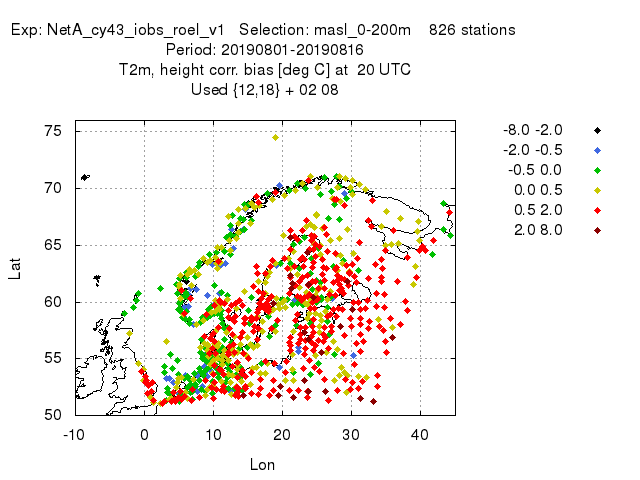 Exp: NetA_cy43_iobs_roel_v1 Selection: masl_0-200m 826 stations
Period: 20190801-20190816
T2m, height corr. bias [deg C] at 20 UTC
Used {12,18} + 02 08
-8.0 -2.0
-2.0 -0.5
-0.5 0.0
0.0 0.5
0.5 2.0
2.0 8.0
75
70
65
60
55
50
Lat
-10 0 10 20 30 40
Lon